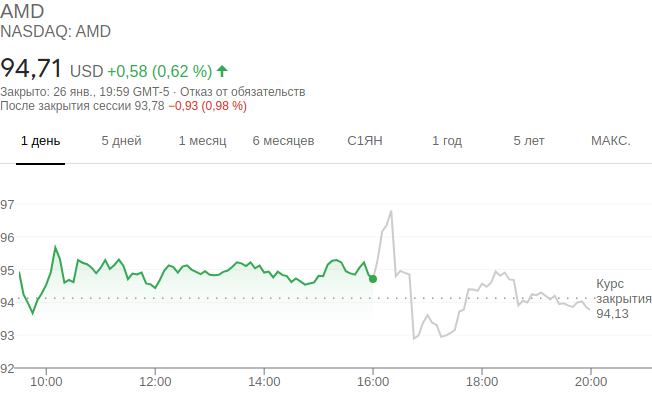 AMD
NASDAQ: AMD
94,71 USD +0,58 (0,62 %)
Закрыто: 26 янв., 19:59 GMT-5 · Отказ от обязательств
После закрытия сессии 93,78 −0,93 (0,98 %)
1 день 5 дней 1 месяц 6 месяцев С1ЯН 1 год 5 лет МАКС.
97
96
95
94
93
92
Курс
закрытия
94,13
10:00 12:00 14:00 16:00 18:00 20:00